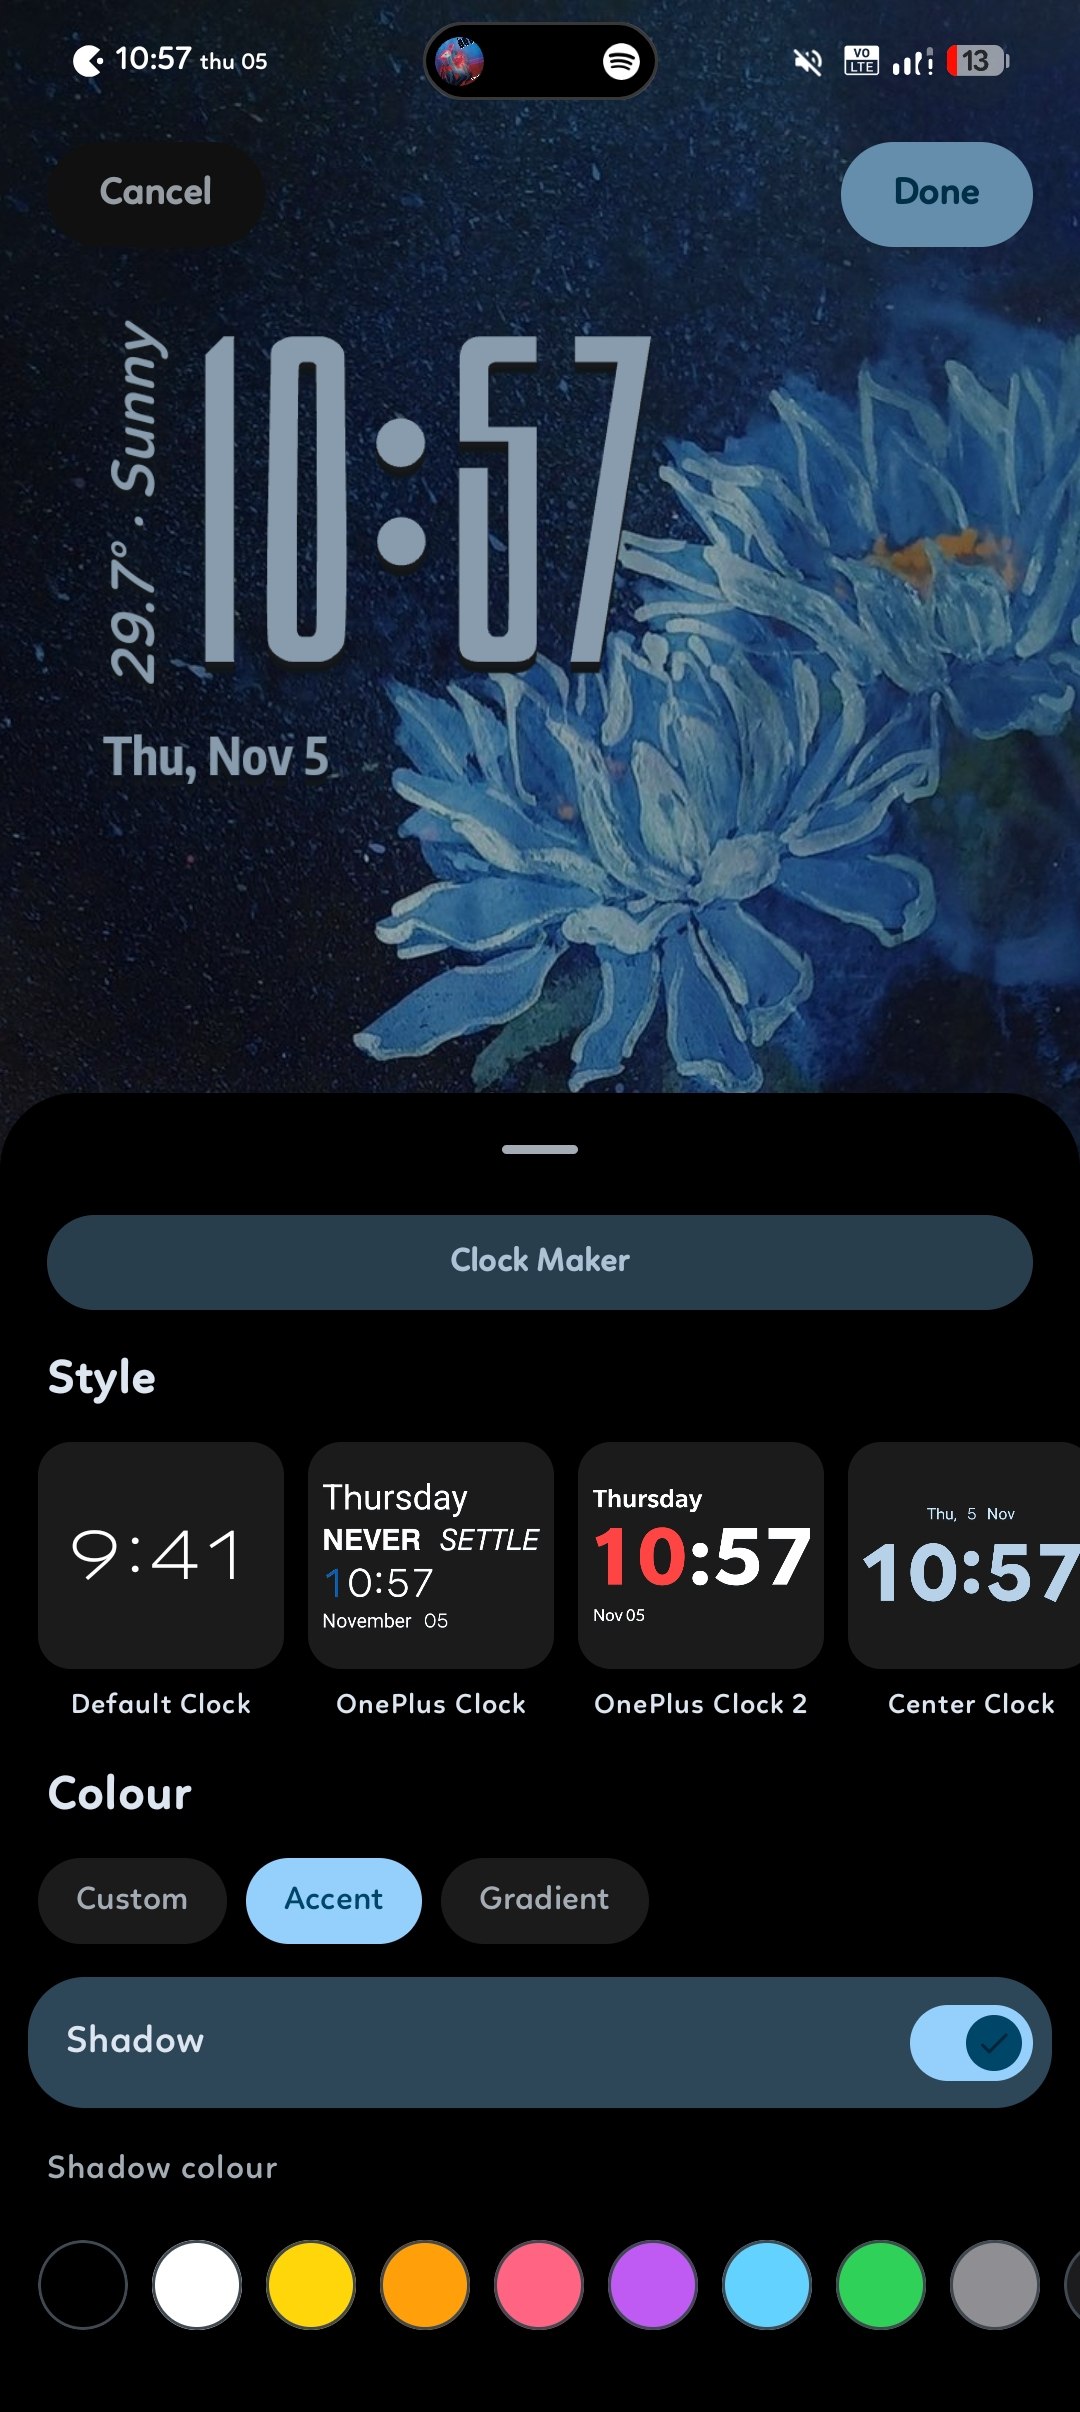 10:57 thu 05
VO
LTE
13
Cancel
Done
29.7° . Sunny
10:57
Thu, Nov 5
Clock Maker
Style
9:41
Thursday
NEVER SETTLE
10:57
November 05
Thursday
10:57
Nov 05
Thu, 5 Nov
10:57
Default Clock
OnePlus Clock
OnePlus Clock 2
Center Clock
Colour
Custom
Accent
Gradient
Shadow
Shadow colour